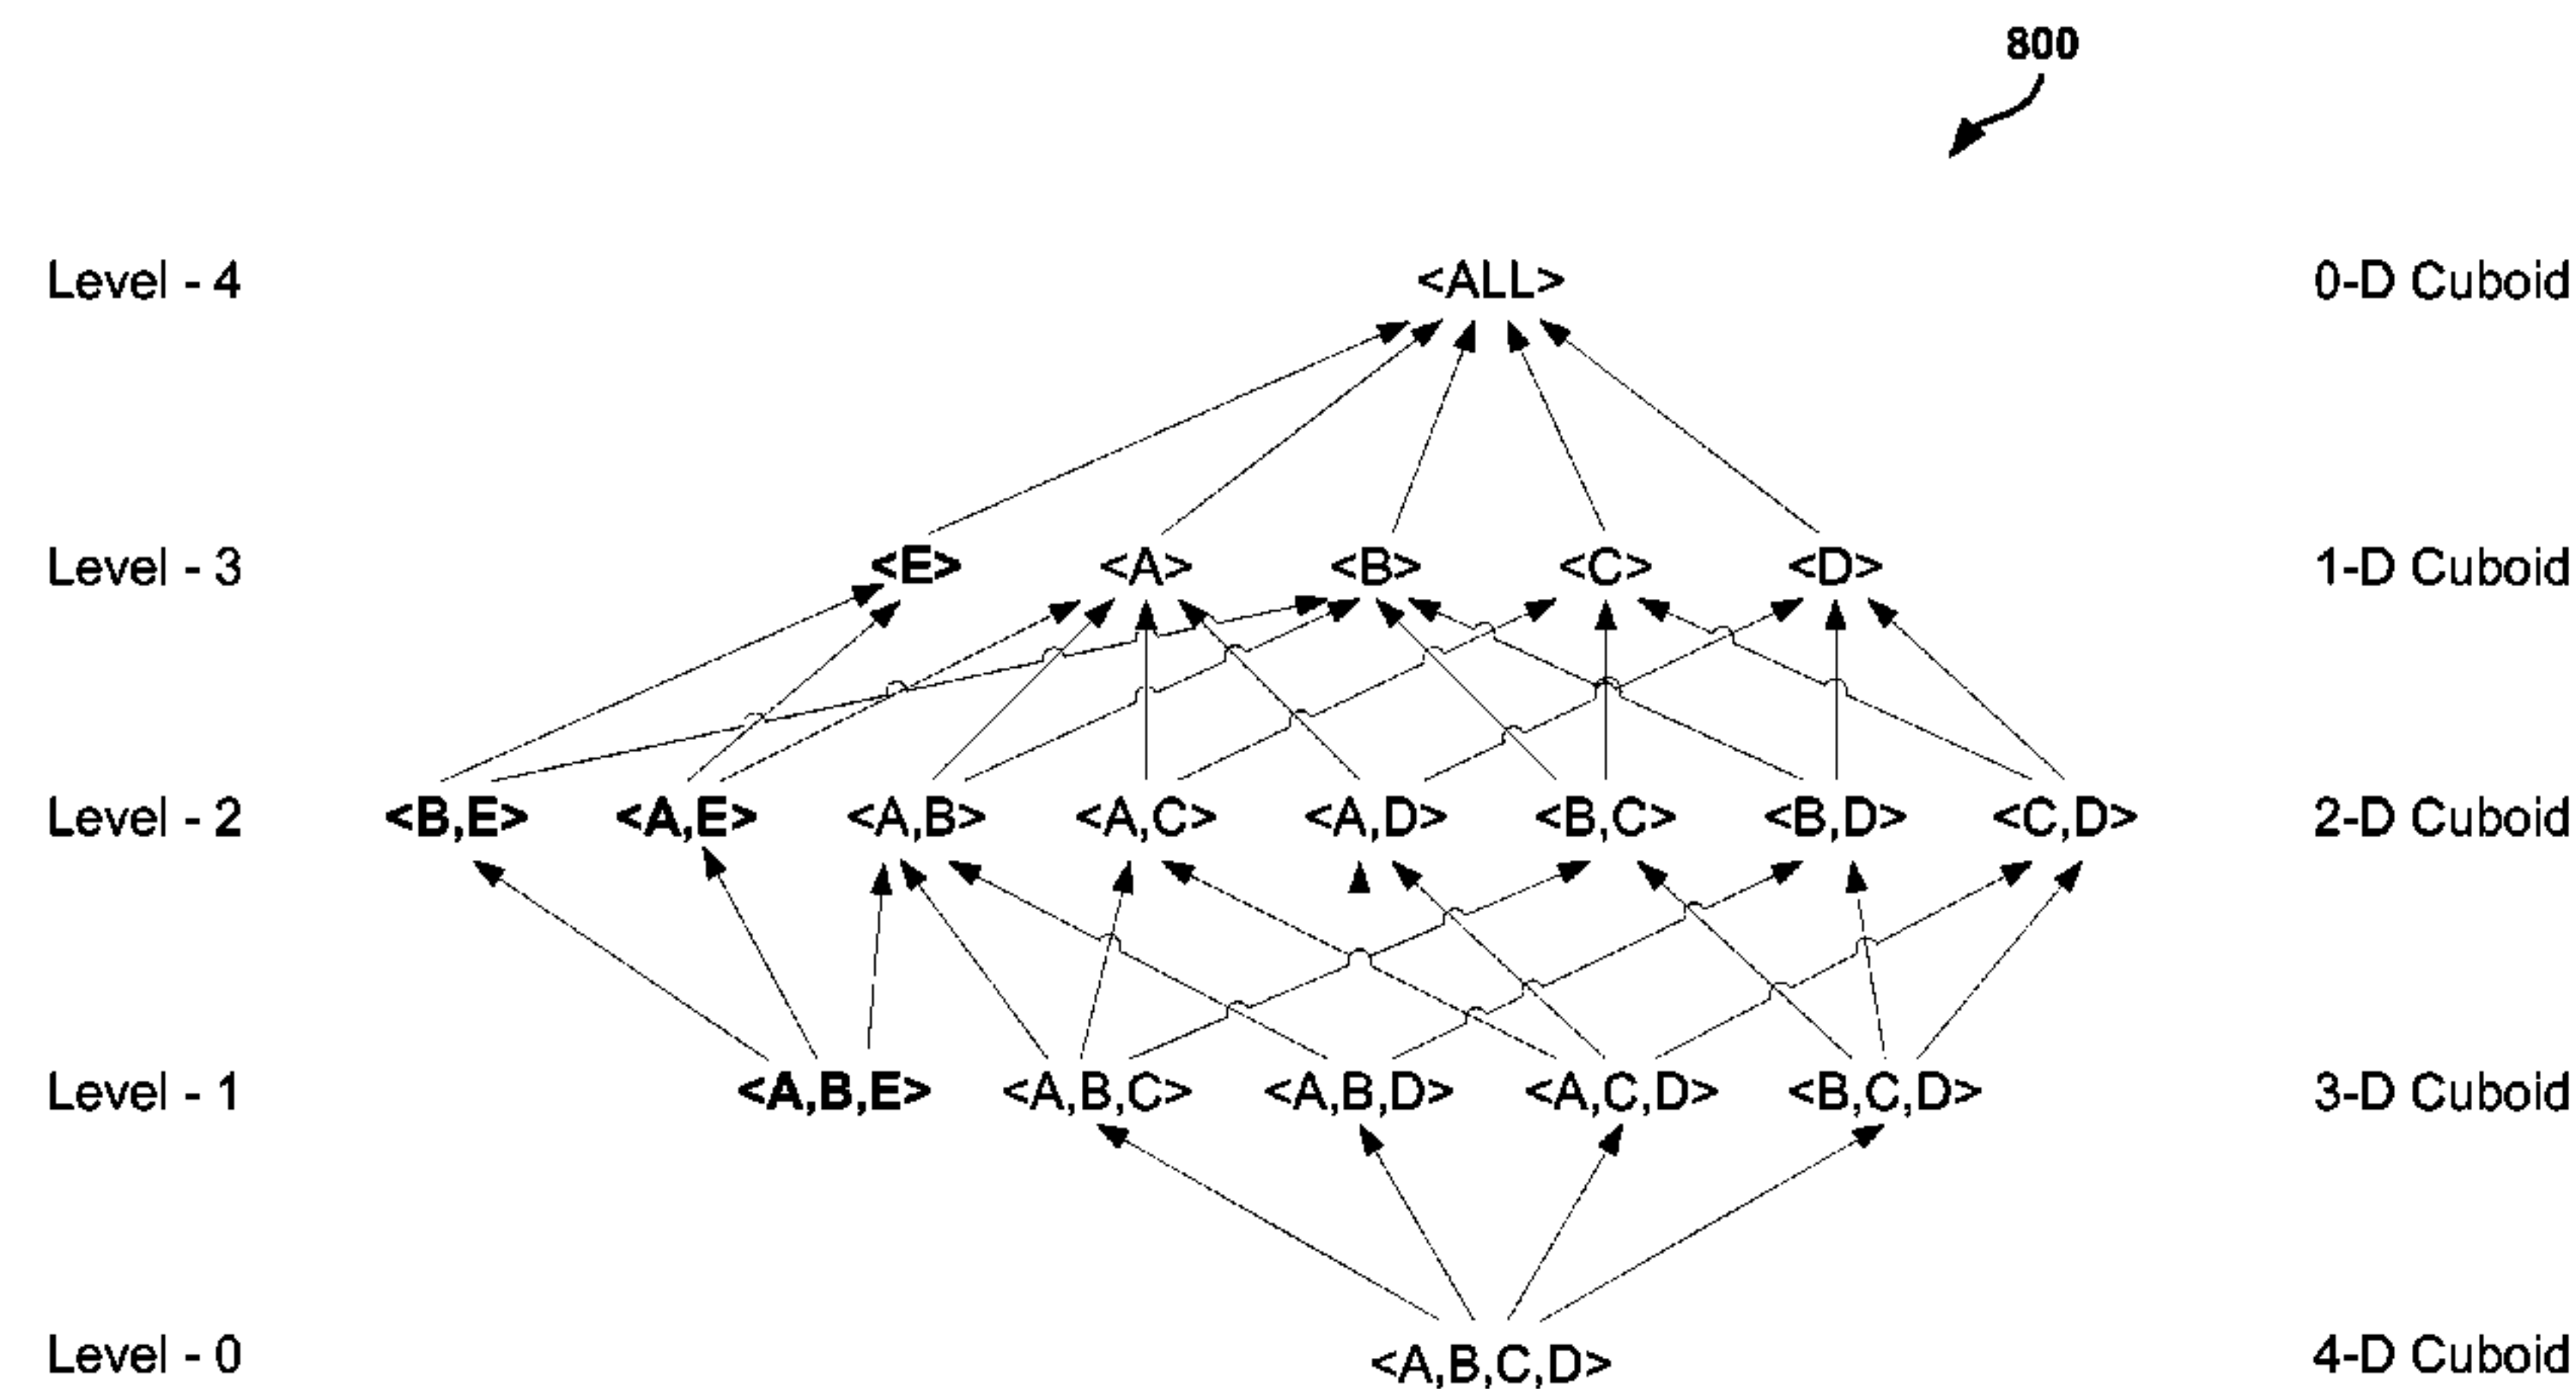 800
Level - 4 <ALL> 0-D Cuboid
Level - 3 <E> <A> <B> <C> <D> 1-D Cuboid
Level - 2 <B,E> <A,E> <A,B> <A,C> <A,D> <B,C> <B,D> <C,D> 2-D Cuboid
Level - 1 <A,B,E> <A,B,C> <A,B,D> <A,C,D> <B,C,D> 3-D Cuboid
Level - 0 <A,B,C,D> 4-D Cuboid